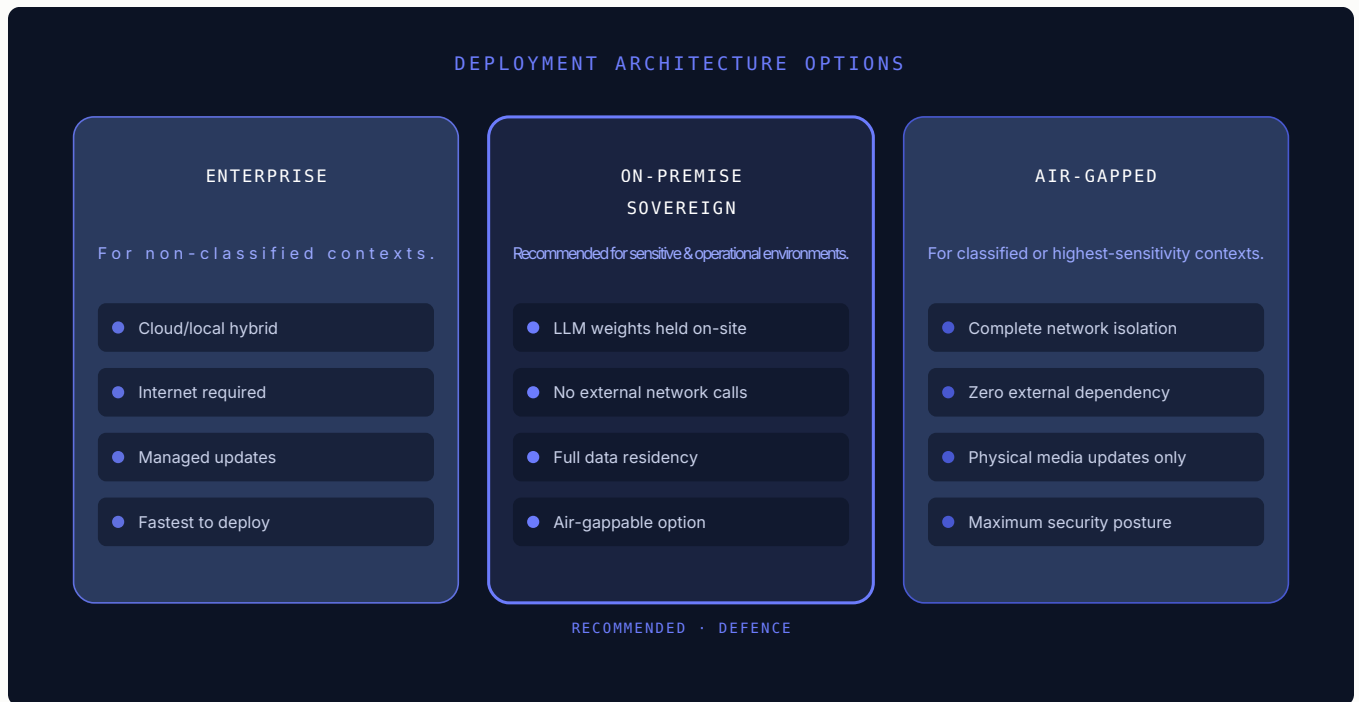 DEPLOYMENT ARCHITECTURE OPTIONS
ENTERPRISE
For non-classified contexts.
Cloud/local hybrid
Internet required
Managed updates
Fastest to deploy
ON-PREMISE
SOVEREIGN
Recommended for sensitive & operational environments.
LLM weights held on-site
No external network calls
Full data residency
Air-gappable option
RECOMMENDED · DEFENCE
AIR-GAPPED
For classified or highest-sensitivity contexts.
Complete network isolation
Zero external dependency
Physical media updates only
Maximum security posture